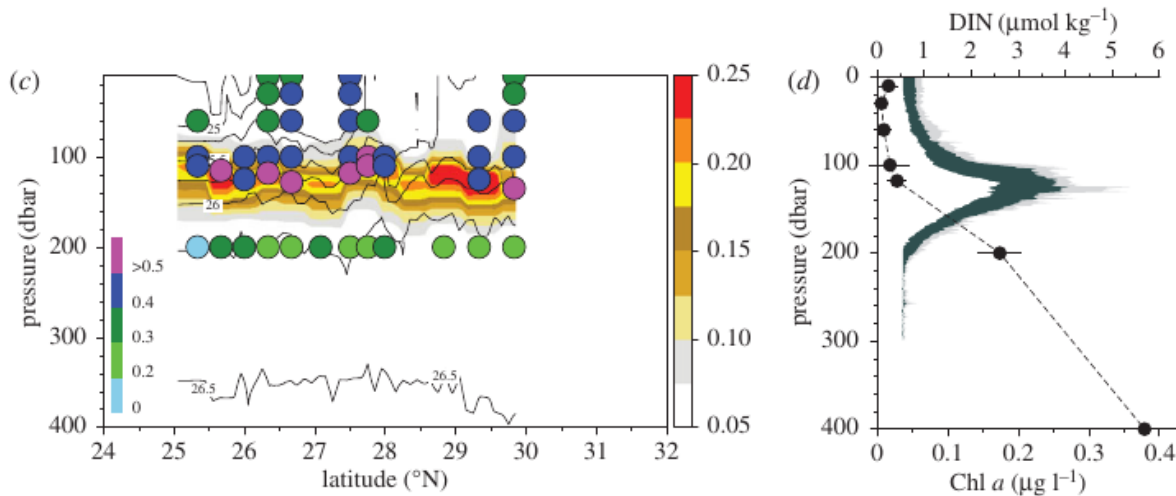 (c)
pressure (dbar)
100
200
300
400
25
26
26.5
26.5
>0.5
0.4
0.3
0.2
0
24 25 26 27 28 29 30 31 32
latitude (°N)
0.25
0.20
0.15
0.10
0.05
(d)
DIN (μmol kg⁻¹)
0 1 2 3 4 5 6
pressure (dbar)
0
100
200
300
400
0 0.1 0.2 0.3 0.4
Chl a (μg l⁻¹)